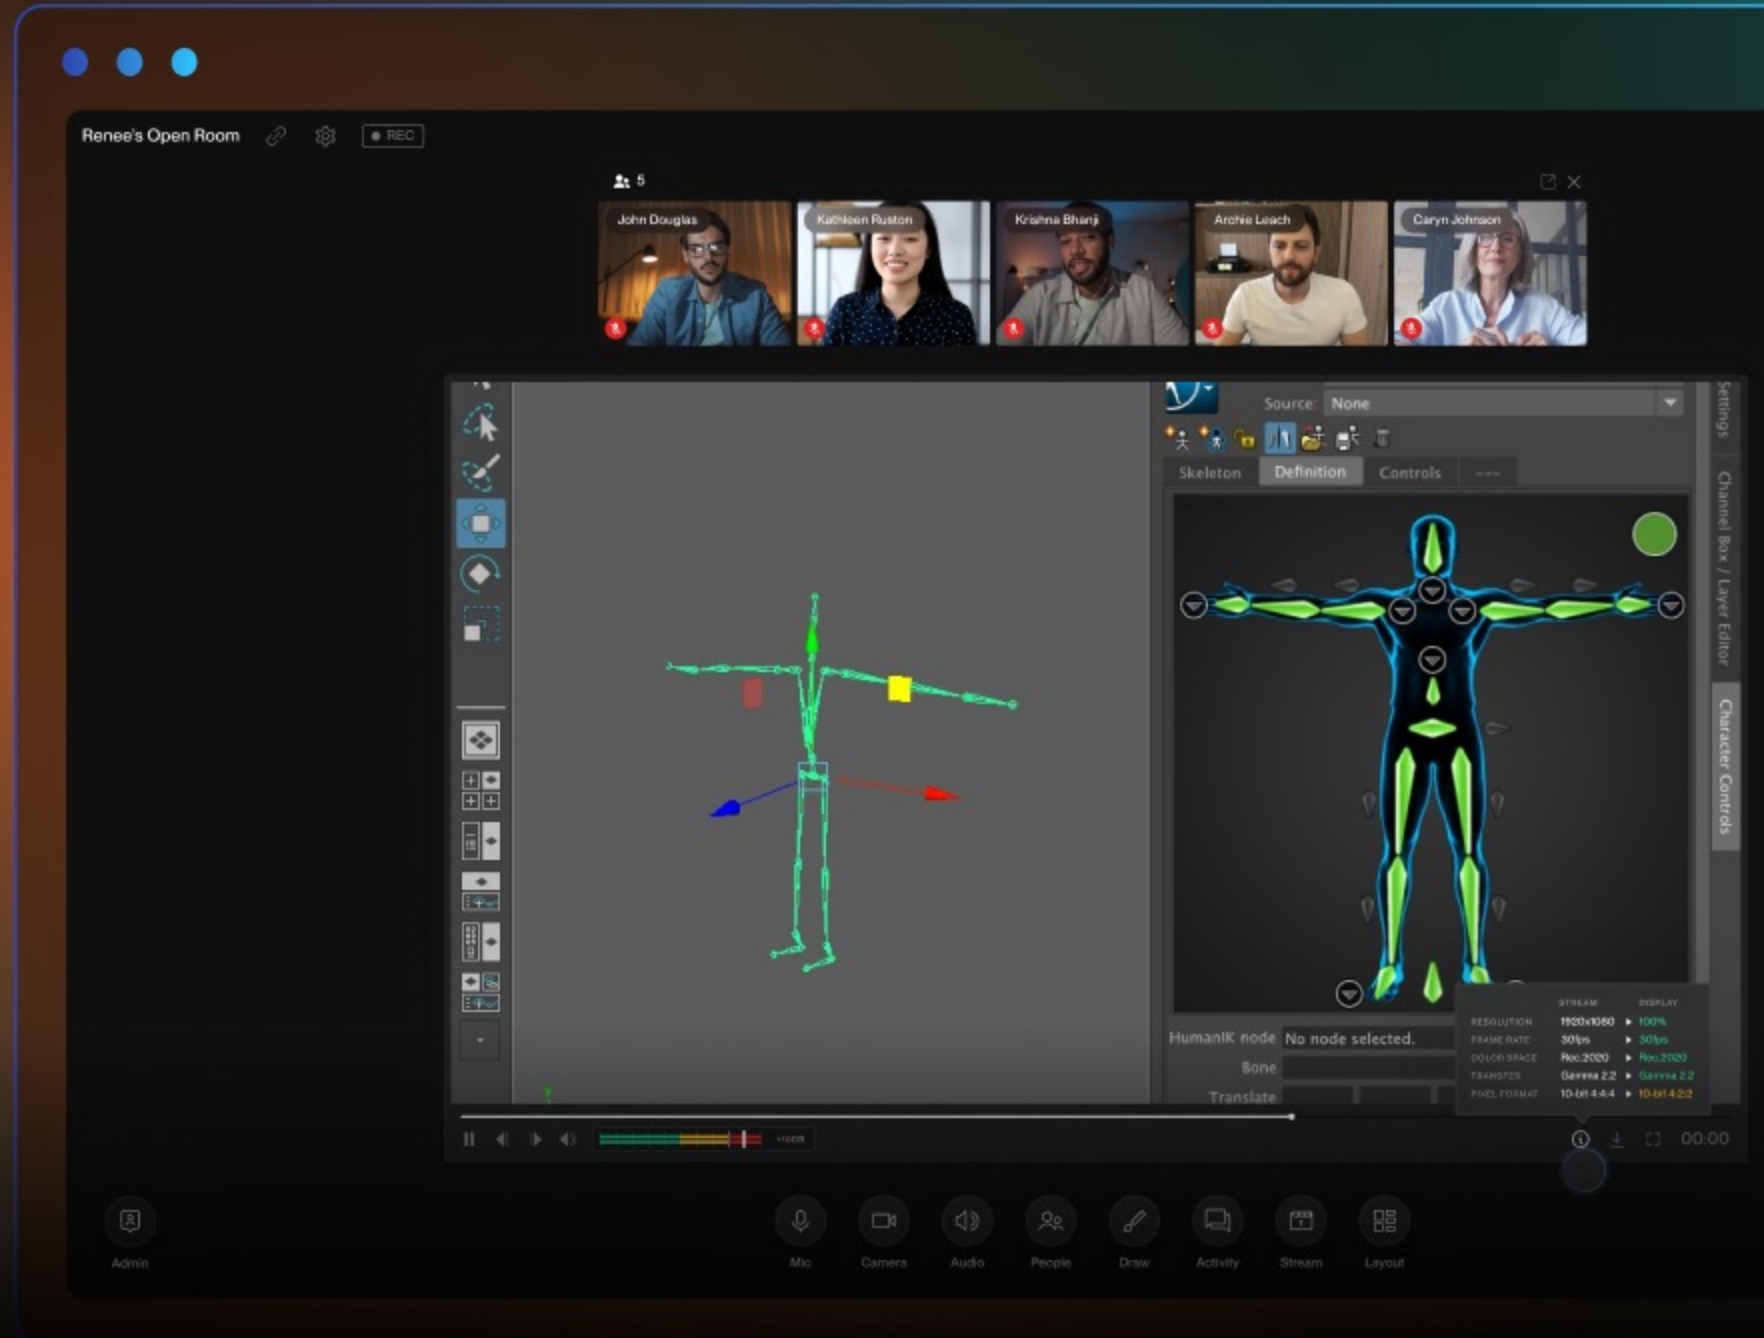 Renee's Open Room
REC
5
John Douglas
Kathleen Ruston
Krishna Bhanji
Archie Leach
Caryn Johnson
Source: None
Skeleton Definition Controls ---
Settings
Channel Box / Layer Editor
Character Controls
HumanIK node No node selected.
Bone
Translate
STREAM DISPLAY
RESOLUTION 1920x1080 100%
FRAME RATE 30fps 30fps
COLOR SPACE Rec.2020 Rec.2020
TRANSFER Gamma 2.2 Gamma 2.2
PIXEL FORMAT 10-bit 4:4:4 10-bit 4:2:2
00:00
Admin
Mic
Camera
Audio
People
Draw
Activity
Stream
Layout